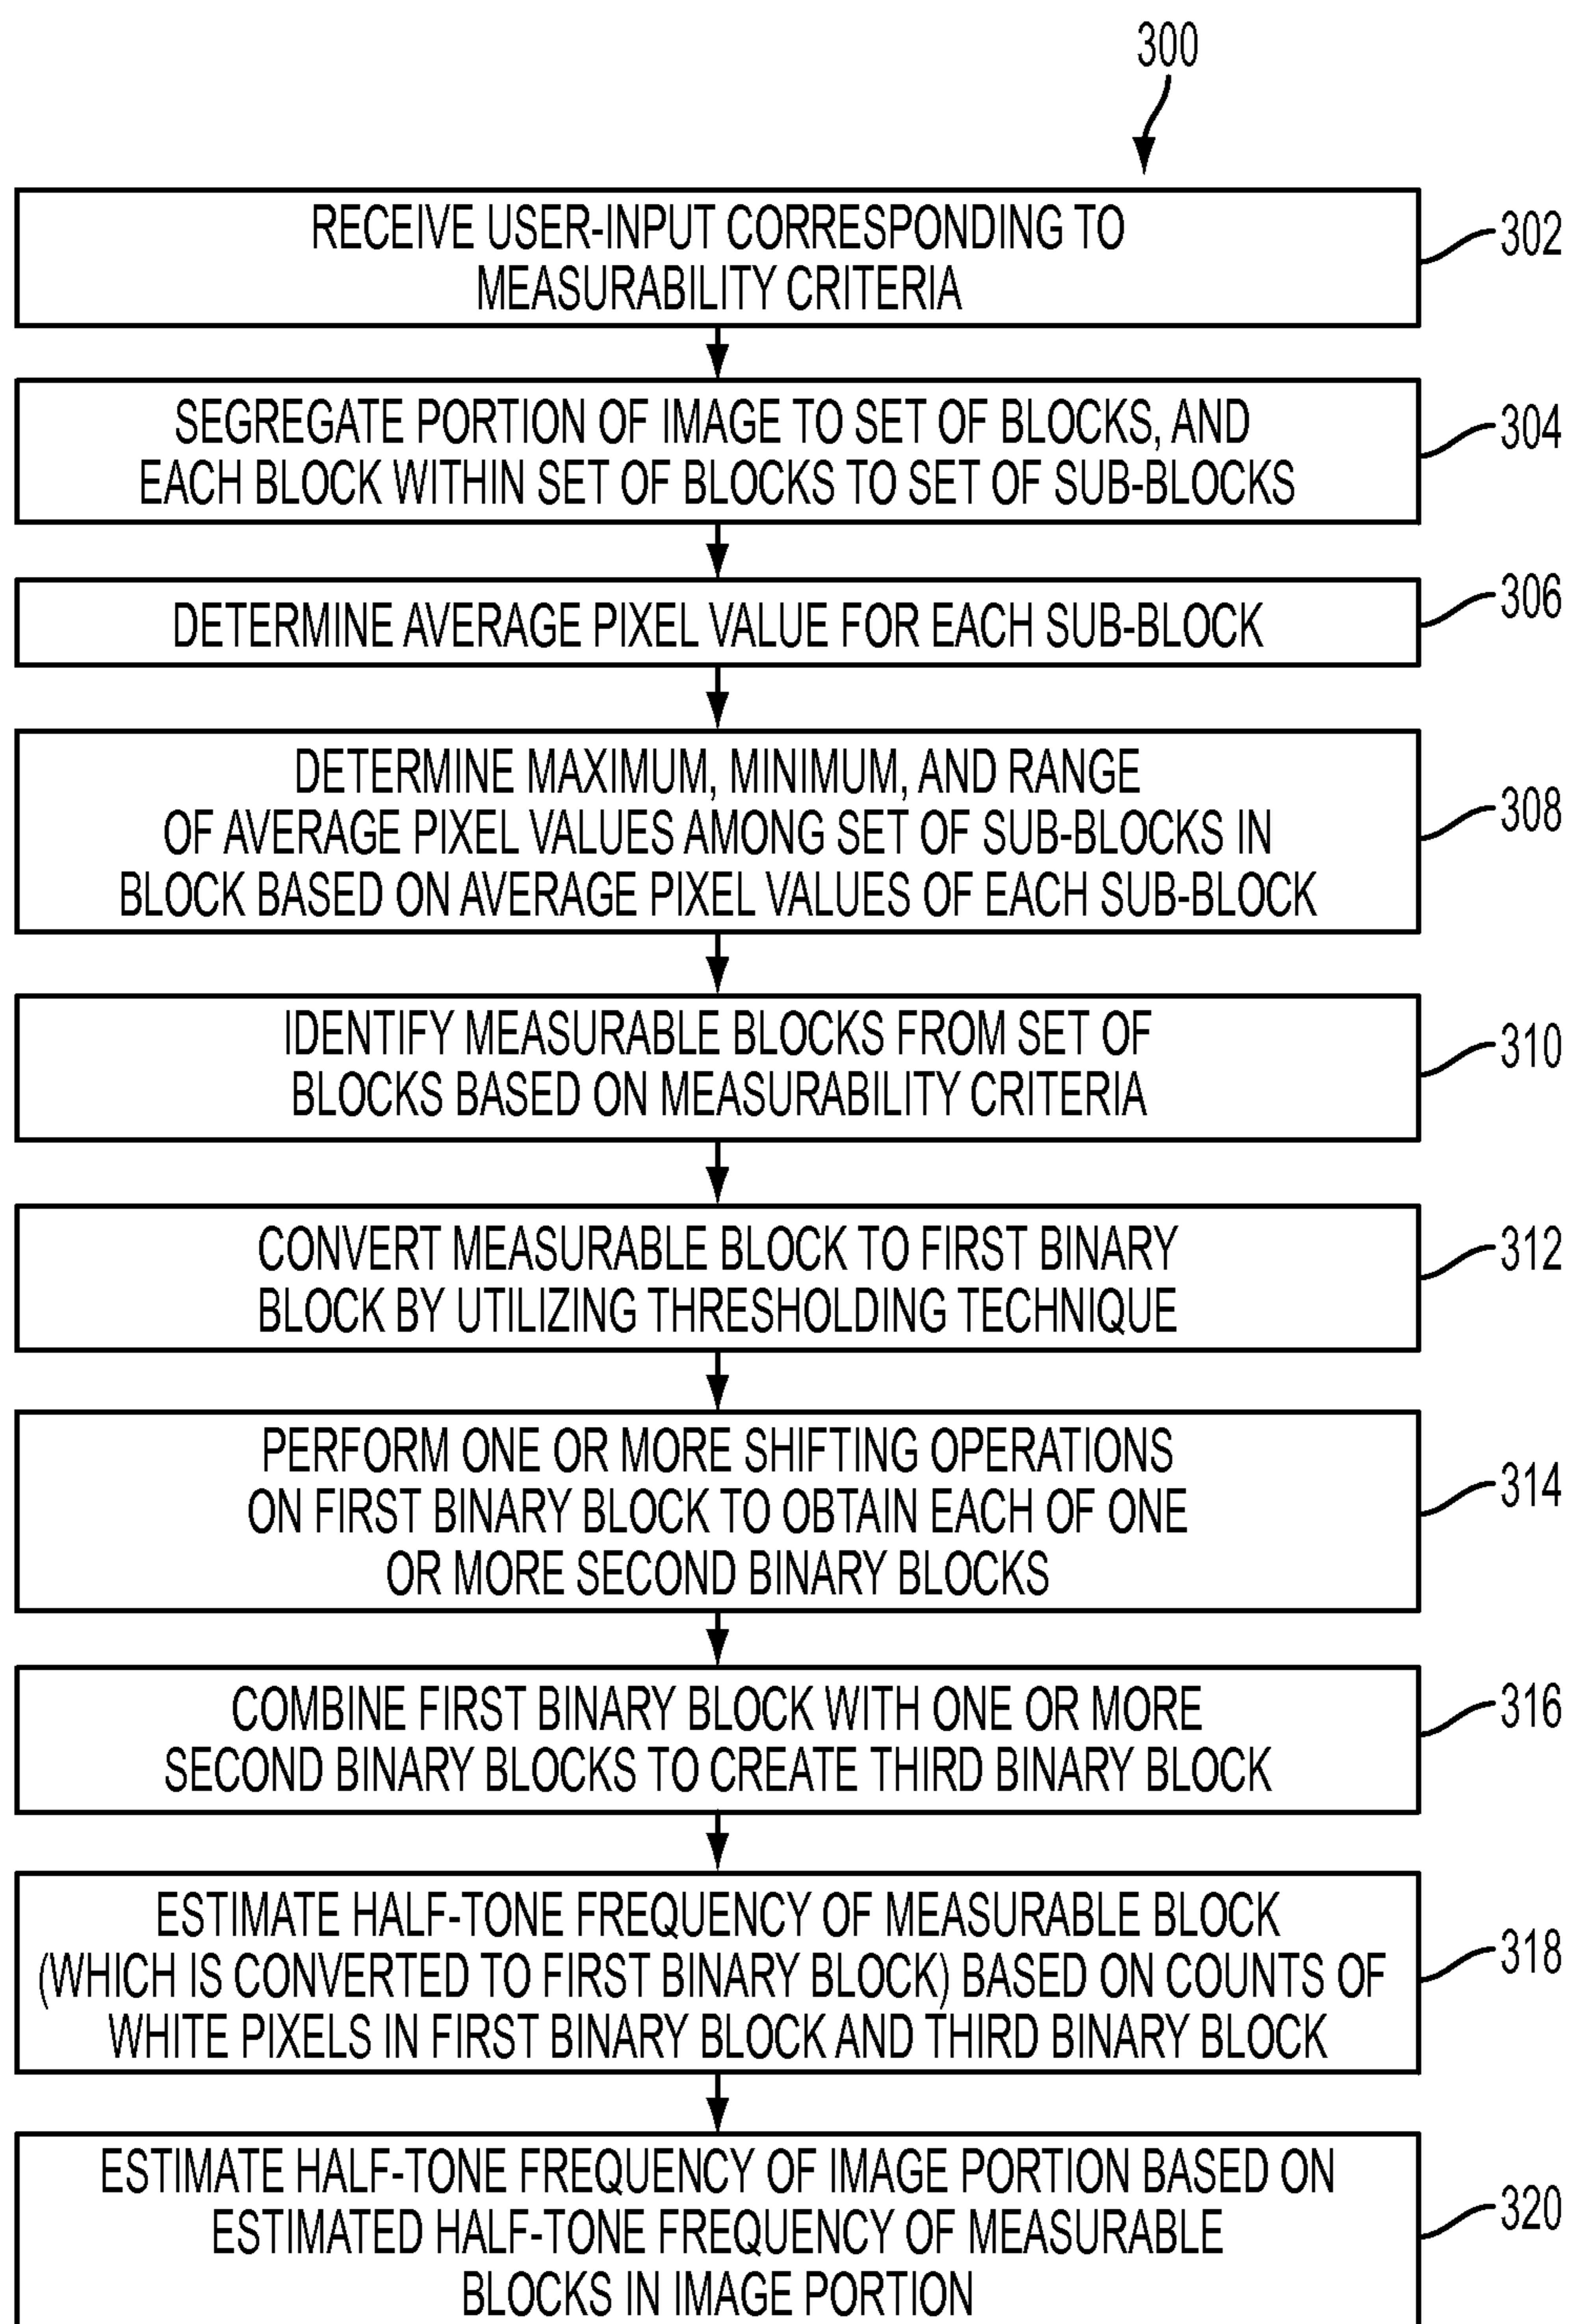 300
RECEIVE USER-INPUT CORRESPONDING TO
MEASURABILITY CRITERIA
302
SEGREGATE PORTION OF IMAGE TO SET OF BLOCKS, AND
EACH BLOCK WITHIN SET OF BLOCKS TO SET OF SUB-BLOCKS
304
DETERMINE AVERAGE PIXEL VALUE FOR EACH SUB-BLOCK
306
DETERMINE MAXIMUM, MINIMUM, AND RANGE
OF AVERAGE PIXEL VALUES AMONG SET OF SUB-BLOCKS IN
BLOCK BASED ON AVERAGE PIXEL VALUES OF EACH SUB-BLOCK
308
IDENTIFY MEASURABLE BLOCKS FROM SET OF
BLOCKS BASED ON MEASURABILITY CRITERIA
310
CONVERT MEASURABLE BLOCK TO FIRST BINARY
BLOCK BY UTILIZING THRESHOLDING TECHNIQUE
312
PERFORM ONE OR MORE SHIFTING OPERATIONS
ON FIRST BINARY BLOCK TO OBTAIN EACH OF ONE
OR MORE SECOND BINARY BLOCKS
314
COMBINE FIRST BINARY BLOCK WITH ONE OR MORE
SECOND BINARY BLOCKS TO CREATE THIRD BINARY BLOCK
316
ESTIMATE HALF-TONE FREQUENCY OF MEASURABLE BLOCK
(WHICH IS CONVERTED TO FIRST BINARY BLOCK) BASED ON COUNTS OF
WHITE PIXELS IN FIRST BINARY BLOCK AND THIRD BINARY BLOCK
318
ESTIMATE HALF-TONE FREQUENCY OF IMAGE PORTION BASED ON
ESTIMATED HALF-TONE FREQUENCY OF MEASURABLE
BLOCKS IN IMAGE PORTION
320